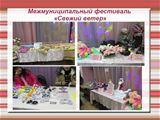 Межмуниципальный фестиваль
«Свежий ветер»